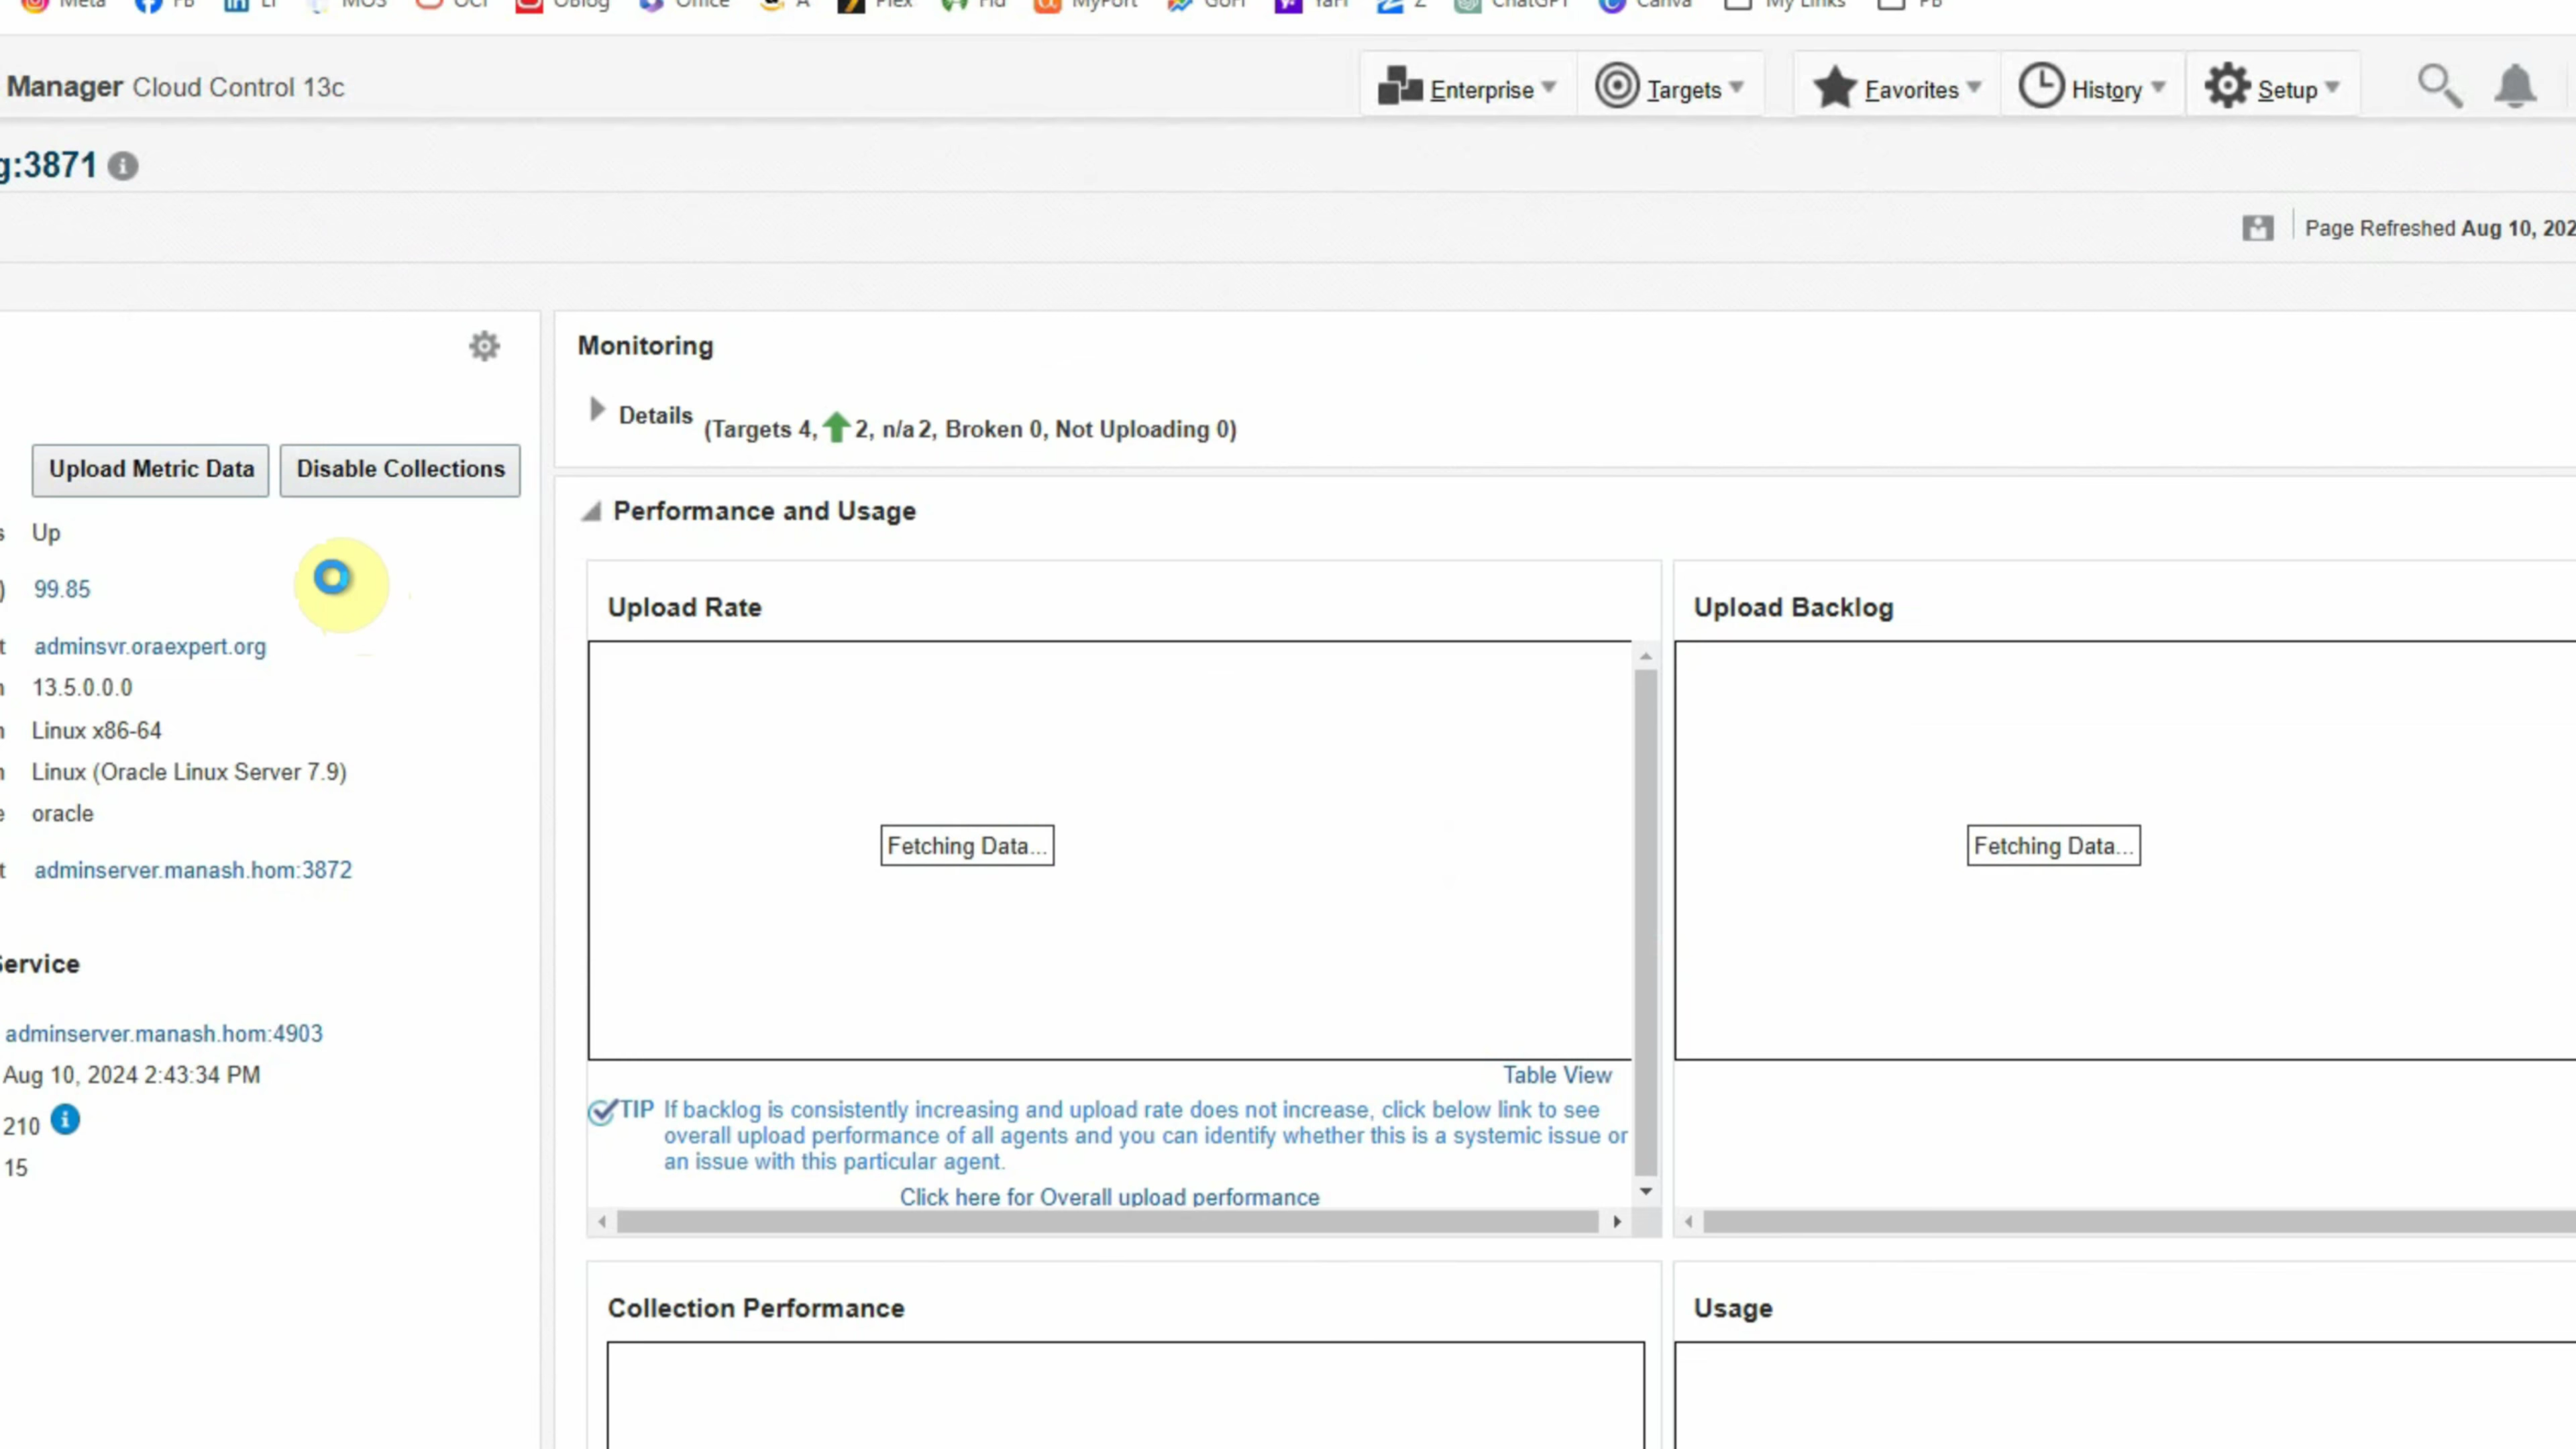 Meta FB LI MOS OCI OBlog Office A Plex Fid MyPort GoFi YaFi Z ChatGPT Canva My Links PB
Manager Cloud Control 13c
Enterprise Targets Favorites History Setup
g:3871
Page Refreshed Aug 10, 202
Monitoring
Details (Targets 4, 2, n/a 2, Broken 0, Not Uploading 0)
Upload Metric Data Disable Collections
s Up
) 99.85
t adminsvr.oraexpert.org
n 13.5.0.0.0
n Linux x86-64
n Linux (Oracle Linux Server 7.9)
e oracle
t adminserver.manash.hom:3872
Service
adminserver.manash.hom:4903
Aug 10, 2024 2:43:34 PM
210
15
Performance and Usage
Upload Rate
Fetching Data...
Table View
TIP If backlog is consistently increasing and upload rate does not increase, click below link to see
overall upload performance of all agents and you can identify whether this is a systemic issue or
an issue with this particular agent.
Click here for Overall upload performance
Upload Backlog
Fetching Data...
Collection Performance
Usage